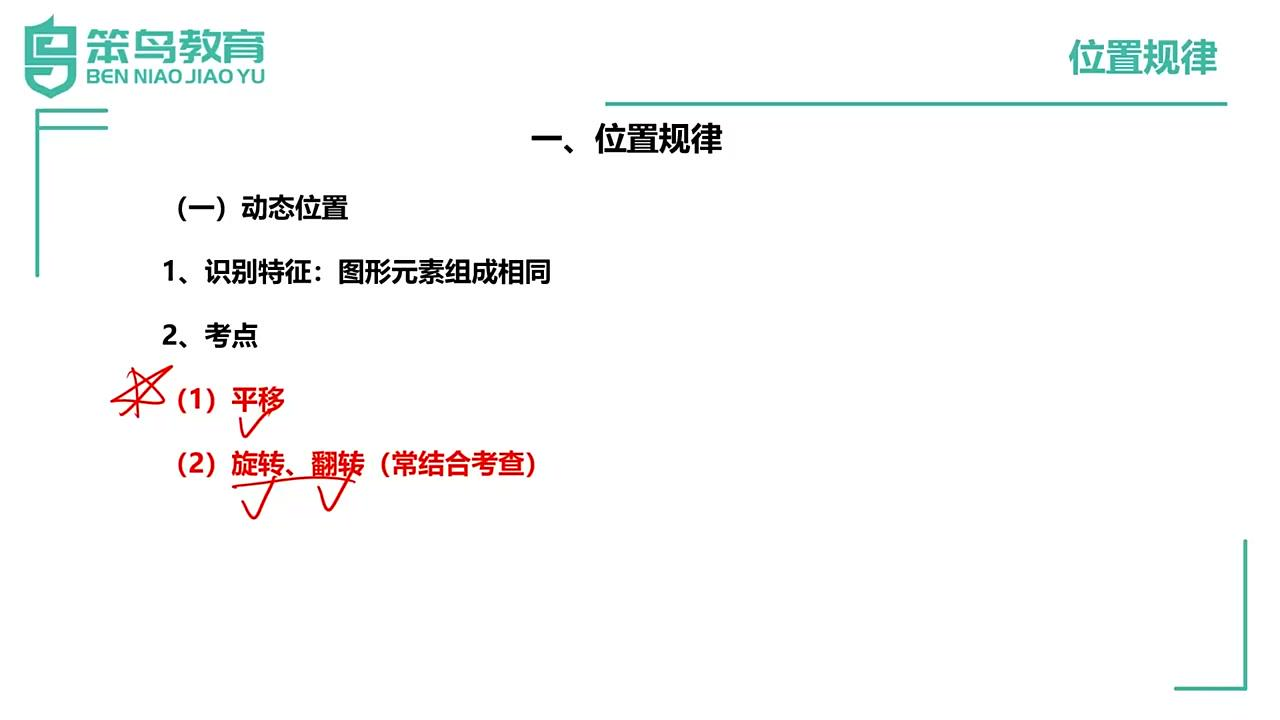 笨鸟教育
BEN NIAO JIAO YU
位置规律
一、位置规律
（一）动态位置
1、识别特征：图形元素组成相同
2、考点
（1）平移
（2）旋转、翻转（常结合考查）